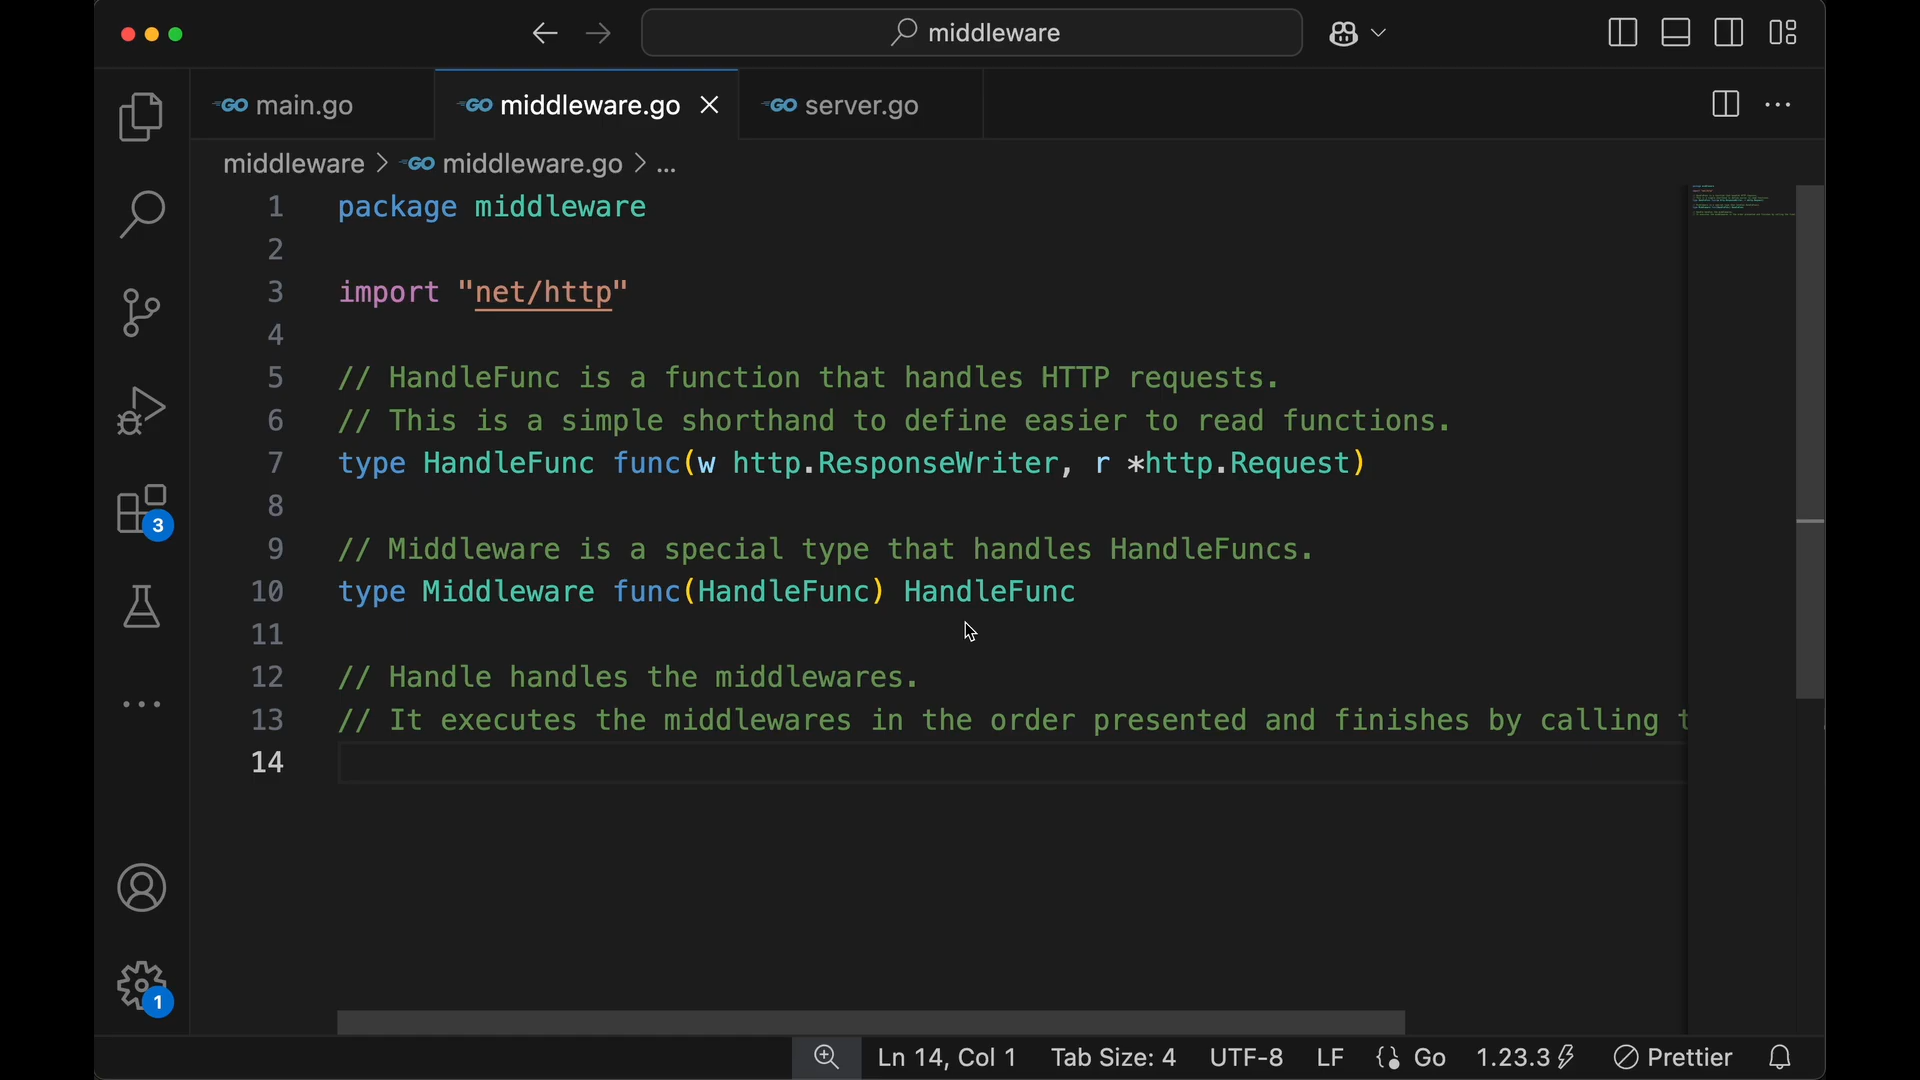 middleware
GO main.go
GO middleware.go
GO server.go
middleware > GO middleware.go > ...
1 package middleware
2
3 import "net/http"
4
5 // HandleFunc is a function that handles HTTP requests.
6 // This is a simple shorthand to define easier to read functions.
7 type HandleFunc func(w http.ResponseWriter, r *http.Request)
8
9 // Middleware is a special type that handles HandleFuncs.
10 type Middleware func(HandleFunc) HandleFunc
11
12 // Handle handles the middlewares.
13 // It executes the middlewares in the order presented and finishes by calling t
14
3
1
Ln 14, Col 1 Tab Size: 4 UTF-8 LF {} Go 1.23.3 Prettier